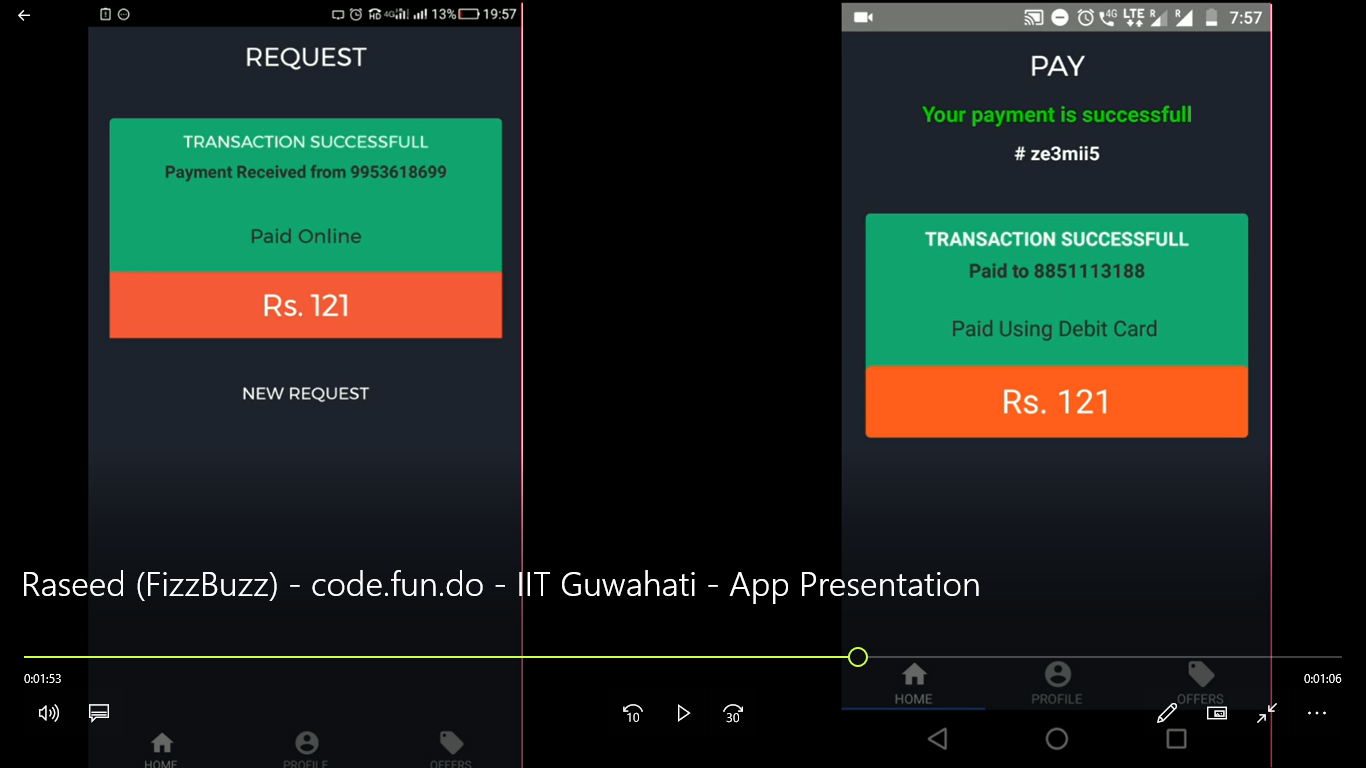 13% 19:57
REQUEST
TRANSACTION SUCCESSFULL
Payment Received from 9953618699
Paid Online
Rs. 121
NEW REQUEST
HOME PROFILE OFFERS
4G LTE R R 7:57
PAY
Your payment is successfull
# ze3mii5
TRANSACTION SUCCESSFULL
Paid to 8851113188
Paid Using Debit Card
Rs. 121
HOME PROFILE OFFERS
Raseed (FizzBuzz) - code.fun.do - IIT Guwahati - App Presentation
0:01:53 0:01:06
10 30